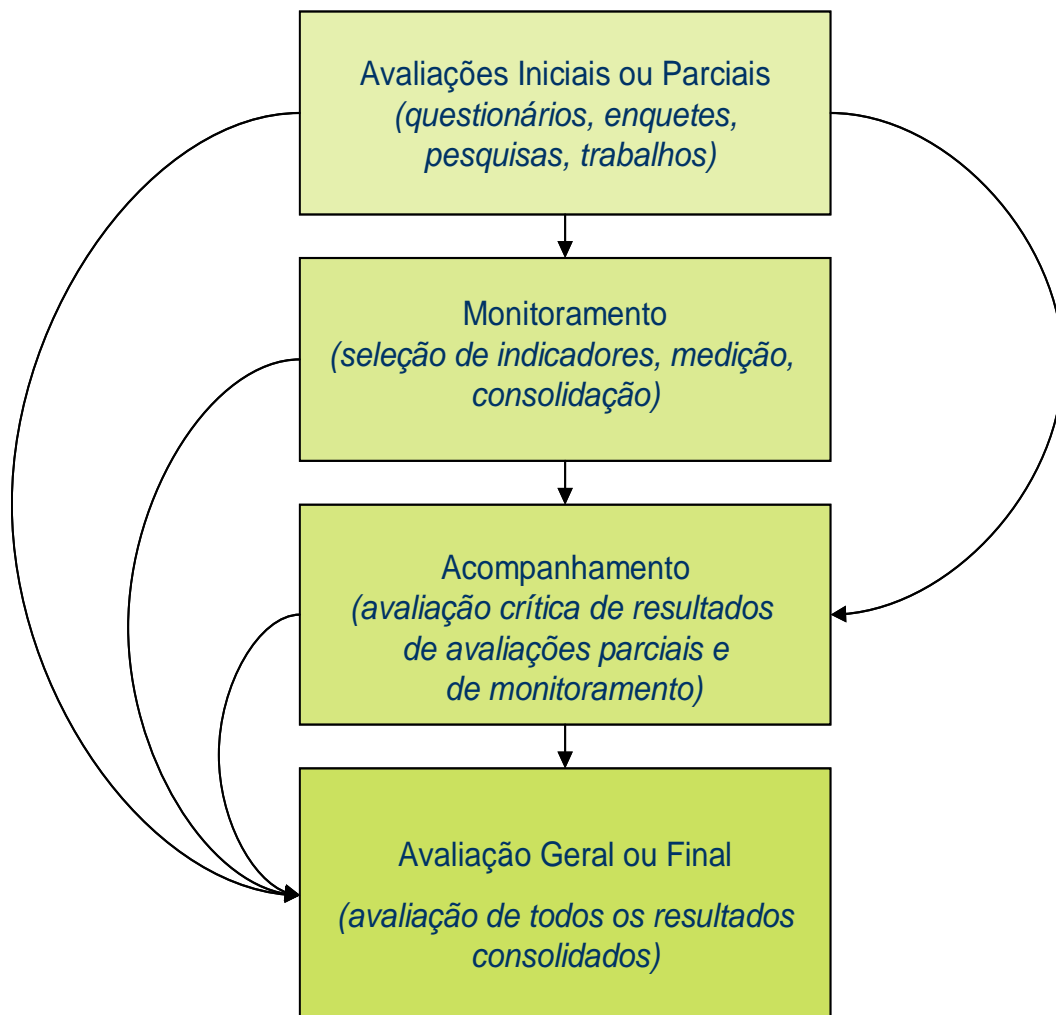 Avaliações Iniciais ou Parciais
(questionários, enquetes,
pesquisas, trabalhos)
Monitoramento
(seleção de indicadores, medição,
consolidação)
Acompanhamento
(avaliação crítica de resultados
de avaliações parciais e
de monitoramento)
Avaliação Geral ou Final
(avaliação de todos os resultados
consolidados)